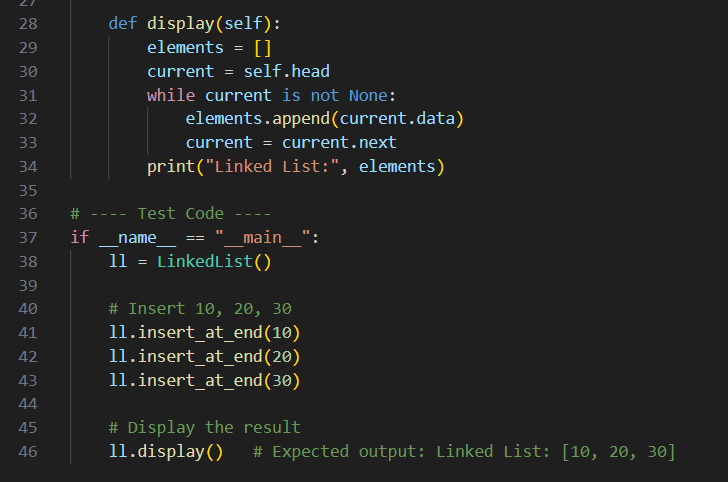 27
28 def display(self):
29 elements = []
30 current = self.head
31 while current is not None:
32 elements.append(current.data)
33 current = current.next
34 print("Linked List:", elements)
35
36 # ---- Test Code ----
37 if __name__ == "__main__":
38 ll = LinkedList()
39
40 # Insert 10, 20, 30
41 ll.insert_at_end(10)
42 ll.insert_at_end(20)
43 ll.insert_at_end(30)
44
45 # Display the result
46 ll.display() # Expected output: Linked List: [10, 20, 30]